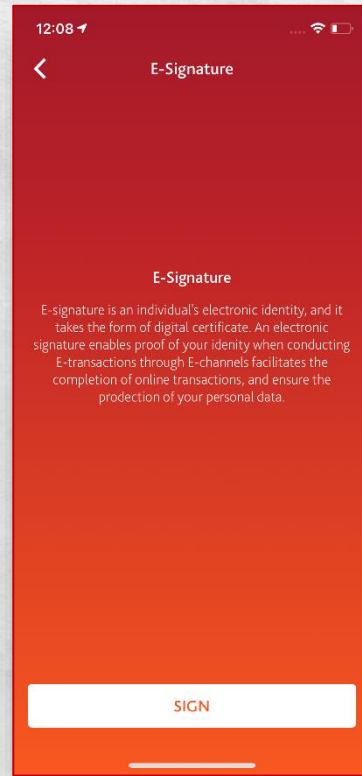 12:08
E-Signature
E-Signature
E-signature is an individual's electronic identity, and it
takes the form of digital certificate. An electronic
signature enables proof of your idenity when conducting
E-transactions through E-channels facilitates the
completion of online transactions, and ensure the
prodection of your personal data.
SIGN